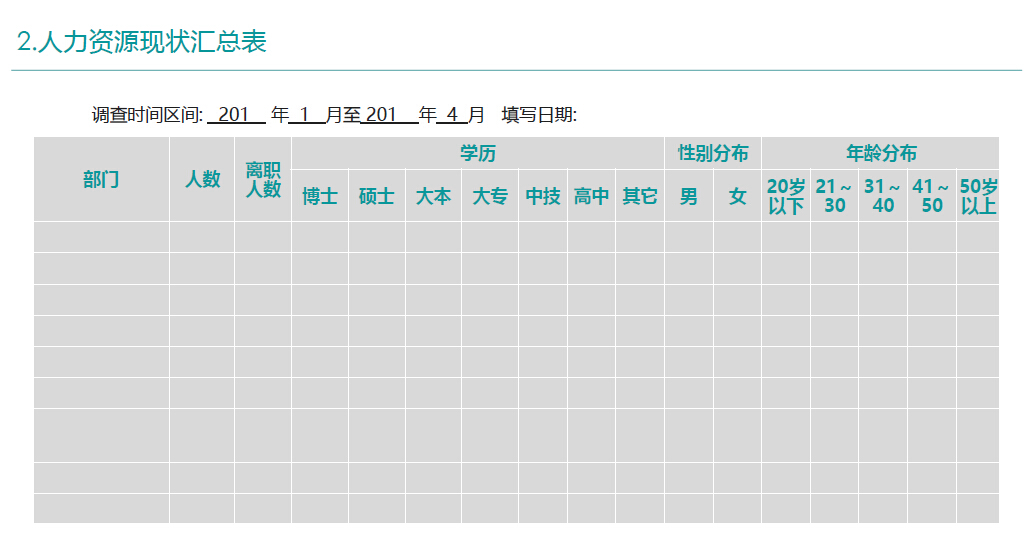 2.人力资源现状汇总表
调查时间区间: 201 年 1 月至 201 年 4 月 填写日期:
部门 人数 离职人数 学历 性别分布 年龄分布
博士 硕士 大本 大专 中技 高中 其它 男 女 20岁以下 21~30 31~40 41~50 50岁以上